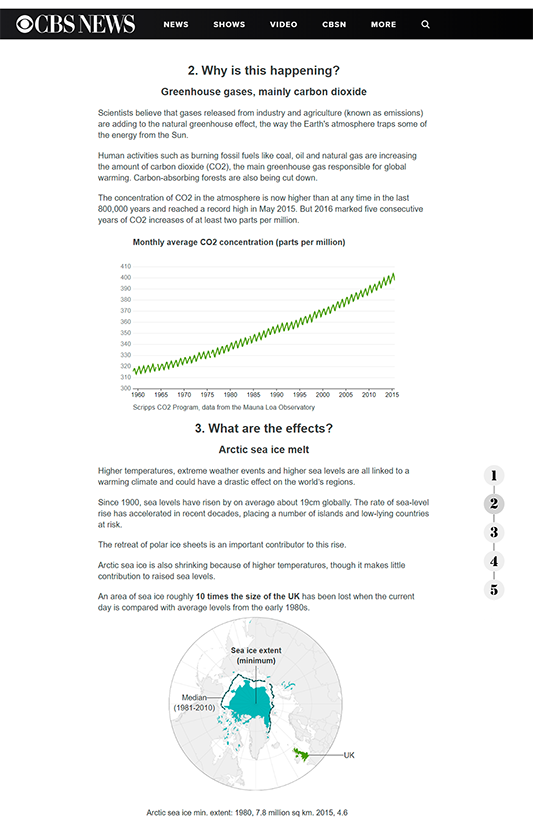 CBS NEWS NEWS SHOWS VIDEO CBSN MORE
2. Why is this happening?
Greenhouse gases, mainly carbon dioxide
Scientists believe that gases released from industry and agriculture (known as emissions)
are adding to the natural greenhouse effect, the way the Earth's atmosphere traps some of
the energy from the Sun.
Human activities such as burning fossil fuels like coal, oil and natural gas are increasing
the amount of carbon dioxide (CO2), the main greenhouse gas responsible for global
warming. Carbon-absorbing forests are also being cut down.
The concentration of CO2 in the atmosphere is now higher than at any time in the last
800,000 years and reached a record high in May 2015. But 2016 marked five consecutive
years of CO2 increases of at least two parts per million.
Monthly average CO2 concentration (parts per million)
410
400
390
380
370
360
350
340
330
320
310
300
1960 1965 1970 1975 1980 1985 1990 1995 2000 2005 2010 2015
Scripps CO2 Program, data from the Mauna Loa Observatory
3. What are the effects?
Arctic sea ice melt
Higher temperatures, extreme weather events and higher sea levels are all linked to a
warming climate and could have a drastic effect on the world's regions.
Since 1900, sea levels have risen by on average about 19cm globally. The rate of sea-level
rise has accelerated in recent decades, placing a number of islands and low-lying countries
at risk.
The retreat of polar ice sheets is an important contributor to this rise.
Arctic sea ice is also shrinking because of higher temperatures, though it makes little
contribution to raised sea levels.
An area of sea ice roughly 10 times the size of the UK has been lost when the current
day is compared with average levels from the early 1980s.
1
2
3
4
5
Sea ice extent
(minimum)
Median
(1981-2010)
UK
Arctic sea ice min. extent: 1980, 7.8 million sq km. 2015, 4.6